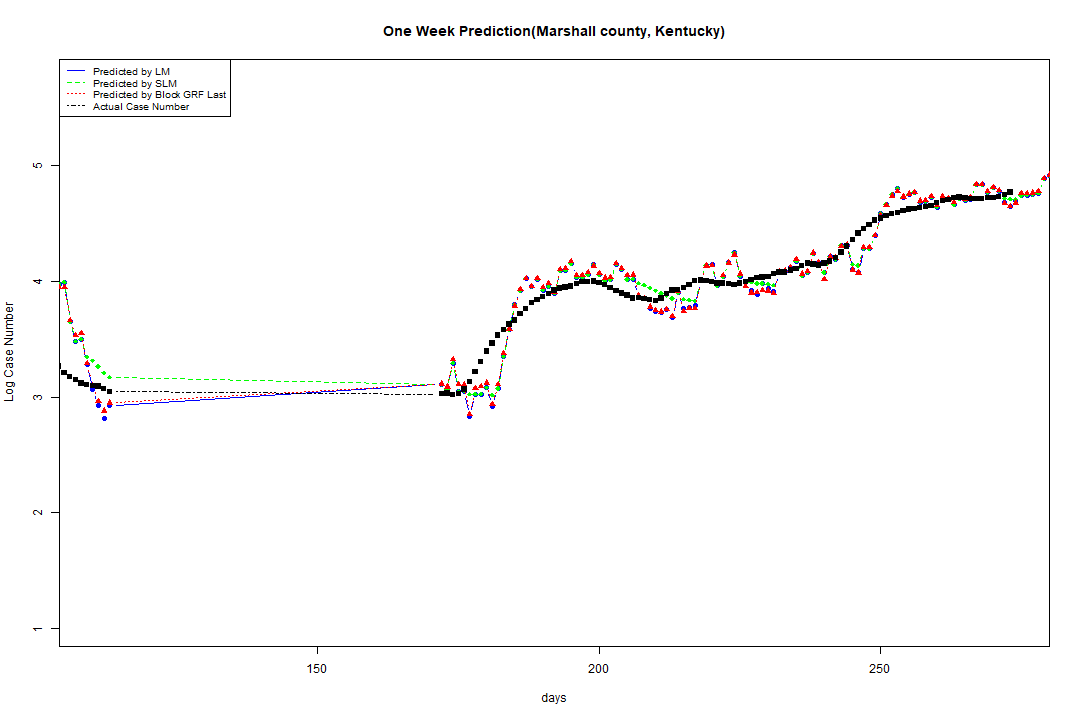 One Week Prediction(Marshall county, Kentucky)
Predicted by LM
Predicted by SLM
Predicted by Block GRF Last
Actual Case Number
5
4
3
2
1
Log Case Number
150 200 250
days